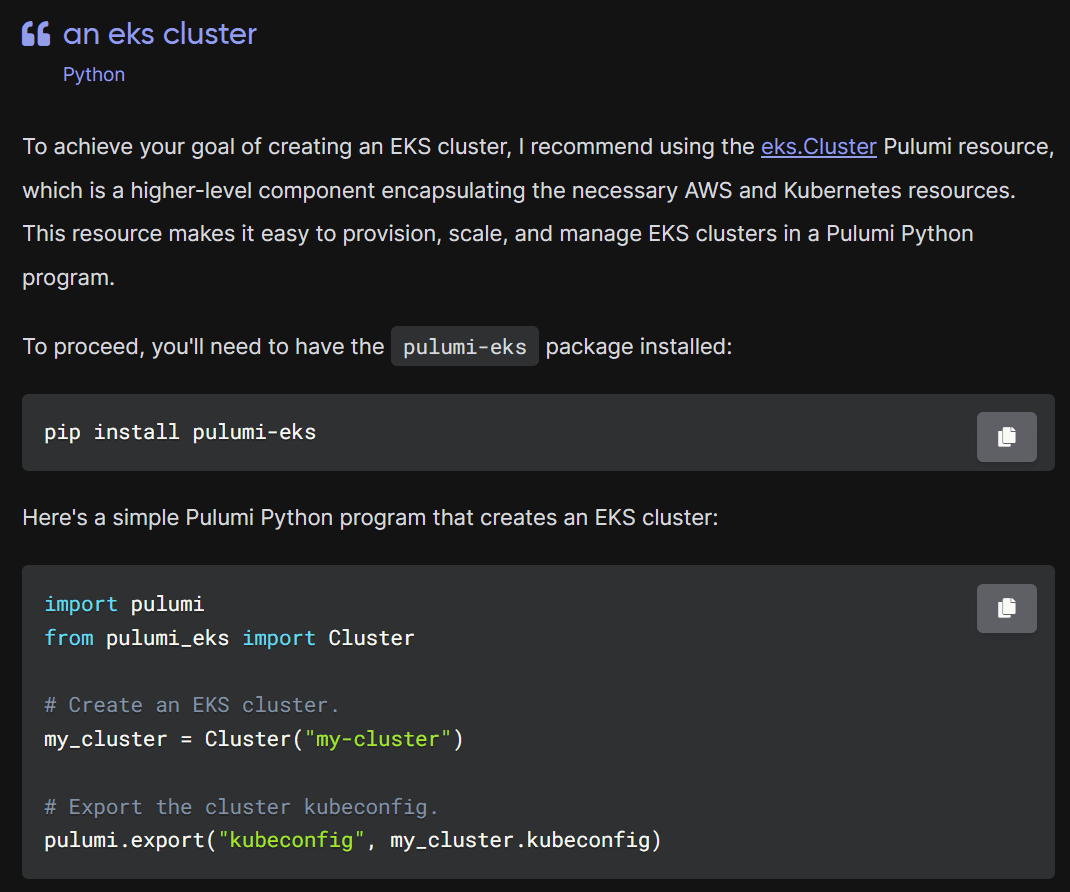 an eks cluster
Python
To achieve your goal of creating an EKS cluster, I recommend using the eks.Cluster Pulumi resource,
which is a higher-level component encapsulating the necessary AWS and Kubernetes resources.
This resource makes it easy to provision, scale, and manage EKS clusters in a Pulumi Python
program.
To proceed, you'll need to have the pulumi-eks package installed:
pip install pulumi-eks
Here's a simple Pulumi Python program that creates an EKS cluster:
import pulumi
from pulumi_eks import Cluster
# Create an EKS cluster.
my_cluster = Cluster("my-cluster")
# Export the cluster kubeconfig.
pulumi.export("kubeconfig", my_cluster.kubeconfig)